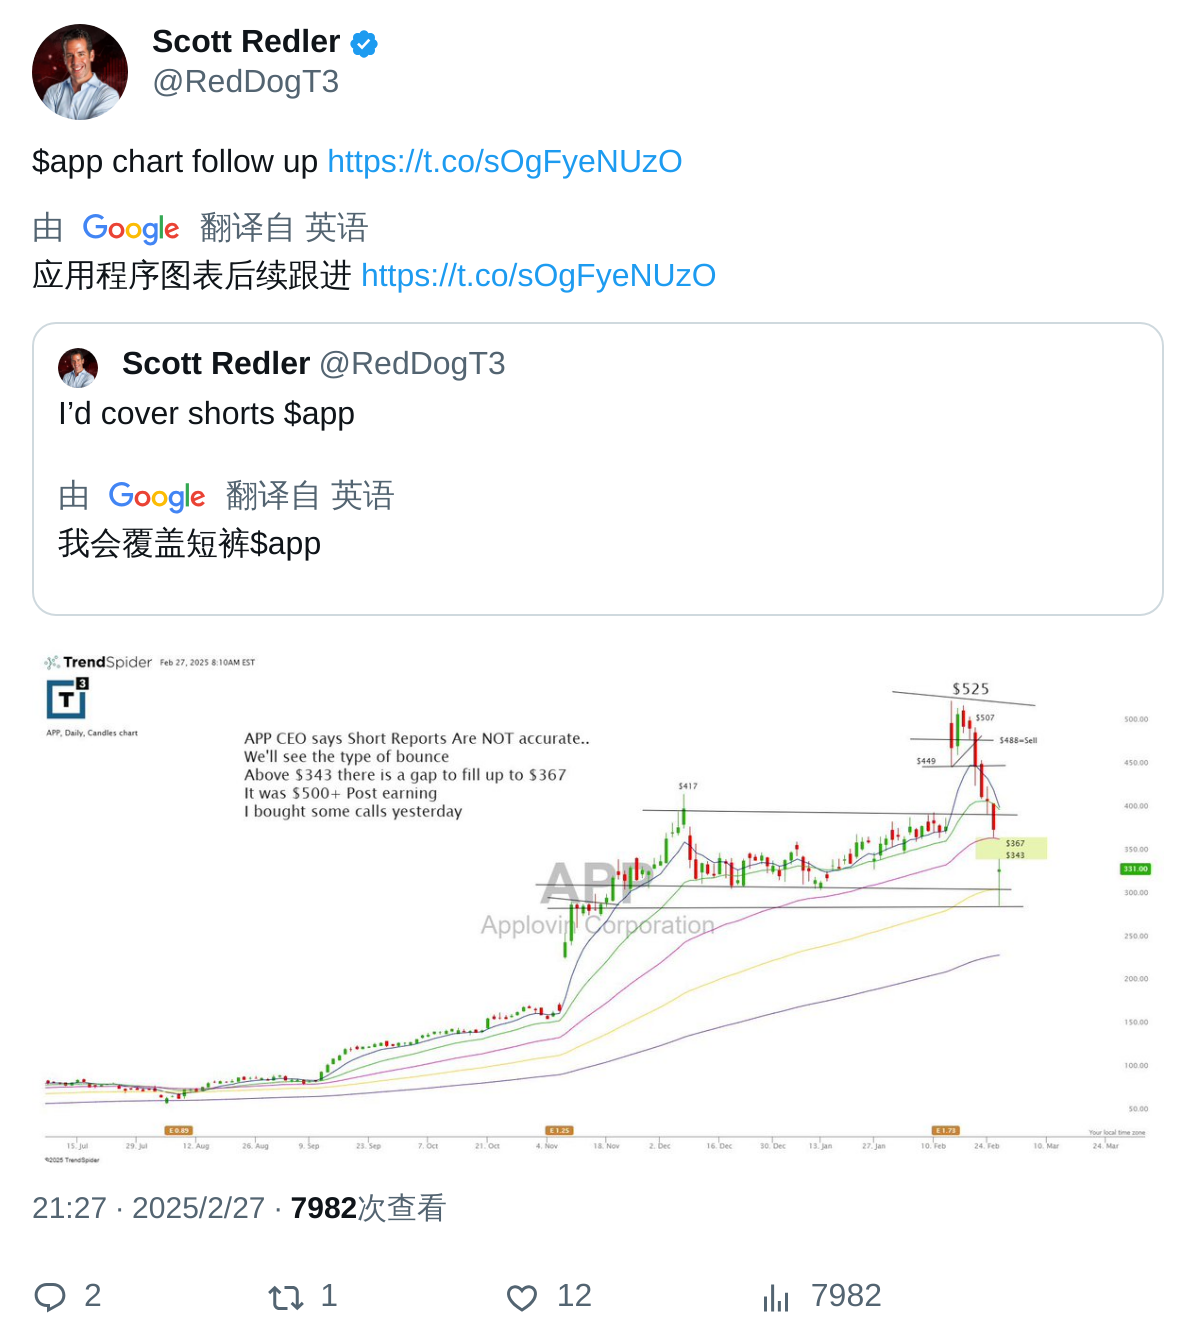 Scott Redler
@RedDogT3
$app chart follow up https://t.co/sOgFyeNUzO
由 Google 翻译自 英语
应用程序图表后续跟进 https://t.co/sOgFyeNUzO
Scott Redler @RedDogT3
I’d cover shorts $app
由 Google 翻译自 英语
我会覆盖短裤$app
TrendSpider Feb 27, 2025 8:10AM EST
T3
APP, Daily, Candles chart
APP CEO says Short Reports Are NOT accurate..
We'll see the type of bounce
Above $343 there is a gap to fill up to $367
It was $500+ Post earning
I bought some calls yesterday
$525
$507
$488=Sell
$449
$417
$367
$343
APP
Applovin Corporation
500.00
450.00
400.00
350.00
331.00
300.00
250.00
200.00
150.00
100.00
50.00
E 0.89
E 1.25
E 1.73
Your local time zone
15. Jul 29. Jul 12. Aug 26. Aug 9. Sep 23. Sep 7. Oct 21. Oct 4. Nov 18. Nov 2. Dec 16. Dec 30. Dec 13. Jan 27. Jan 10. Feb 24. Feb 10. Mar 24. Mar
©2025 TrendSpider
21:27 · 2025/2/27 · 7982次查看
2 1 12 7982